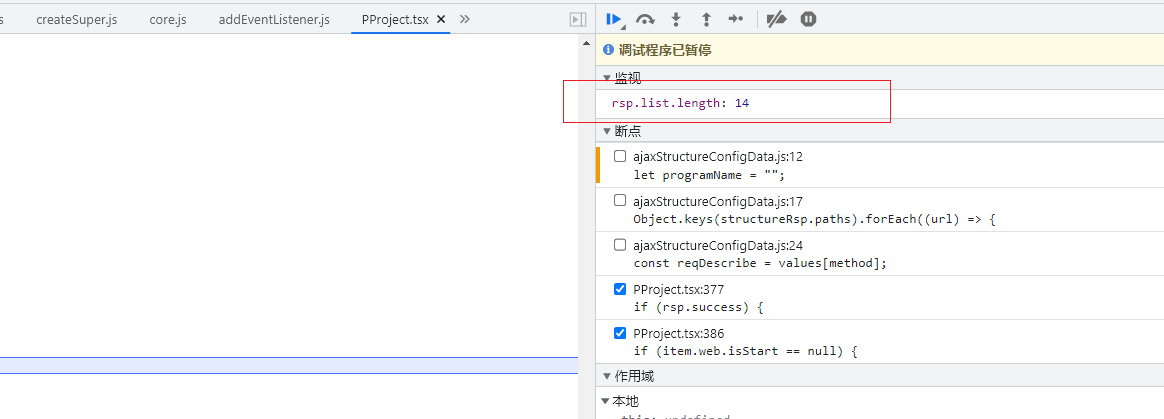 s createSuper.js core.js addEventListener.js PProject.tsx
调试程序已暂停
监视
rsp.list.length: 14
断点
ajaxStructureConfigData.js:12
let programName = "";
ajaxStructureConfigData.js:17
Object.keys(structureRsp.paths).forEach((url) => {
ajaxStructureConfigData.js:24
const reqDescribe = values[method];
PProject.tsx:377
if (rsp.success) {
PProject.tsx:386
if (item.web.isStart == null) {
作用域
本地
this: undefined